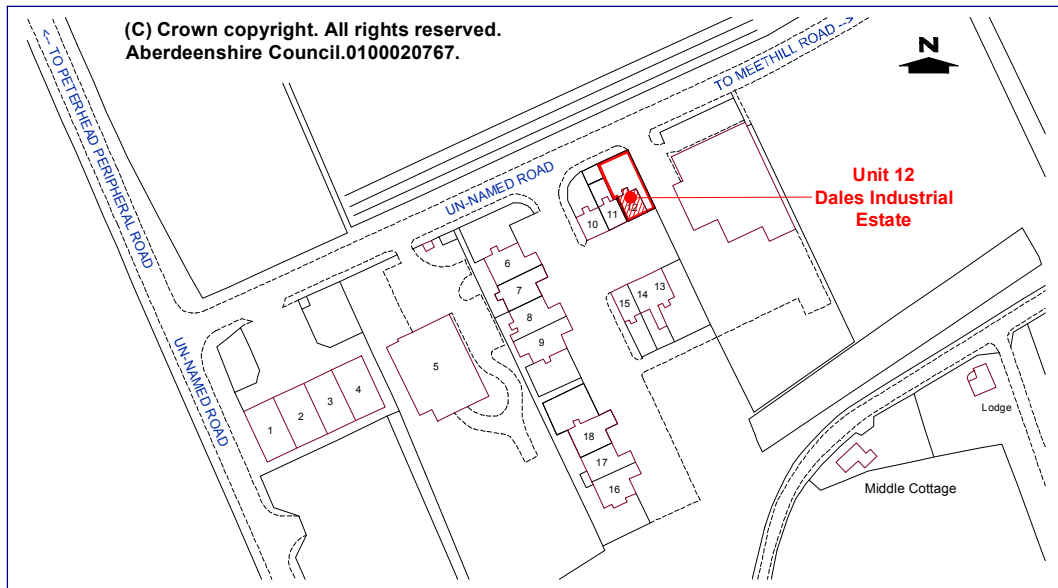 (C) Crown copyright. All rights reserved.
Aberdeenshire Council.0100020767.
N
<-- TO PETERHEAD PERIPHERAL ROAD
TO MEETHILL ROAD -->
UN-NAMED ROAD
Unit 12
Dales Industrial
Estate
12
11
10
6
7
8
9
13
14
15
UN-NAMED ROAD
5
4
3
2
1
18
17
16
Lodge
Middle Cottage